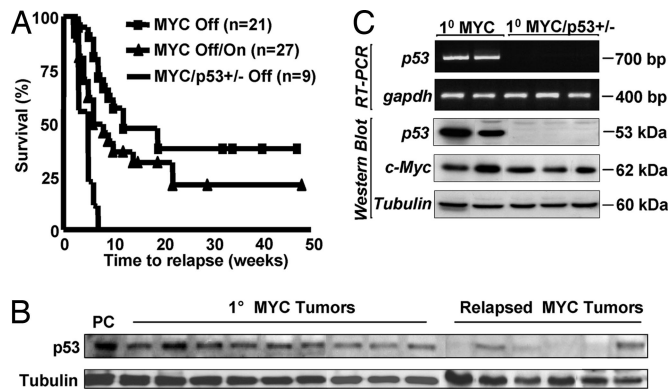 A
MYC Off (n=21)
MYC Off/On (n=27)
MYC/p53+/- Off (n=9)
Survival (%)
100
75
50
25
0
0 10 20 30 40 50
Time to relapse (weeks)
C
1⁰ MYC 1⁰ MYC/p53+/-
RT-PCR
p53 700 bp
gapdh 400 bp
Western Blot
p53 53 kDa
c-Myc 62 kDa
Tubulin 60 kDa
B
PC 1° MYC Tumors Relapsed MYC Tumors
p53
Tubulin